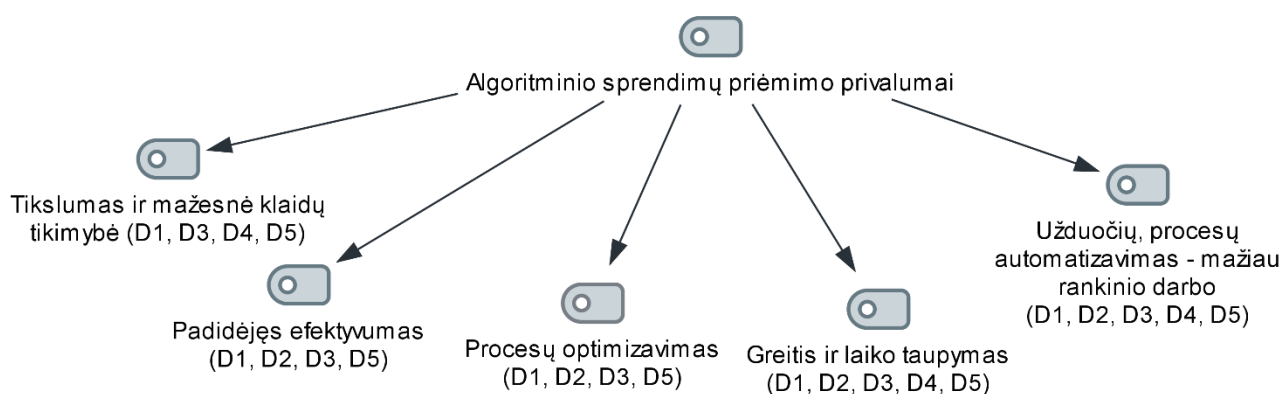 Algoritminio sprendimų priėmimo privalumai
Tikslumas ir mažesnė klaidų
tikimybė (D1, D3, D4, D5)
Padidėjęs efektyvumas
(D1, D2, D3, D5)
Procesų optimizavimas
(D1, D2, D3, D5)
Greitis ir laiko taupymas
(D1, D2, D3, D4, D5)
Užduočių, procesų
automatizavimas - mažiau
rankinio darbo
(D1, D2, D3, D4, D5)